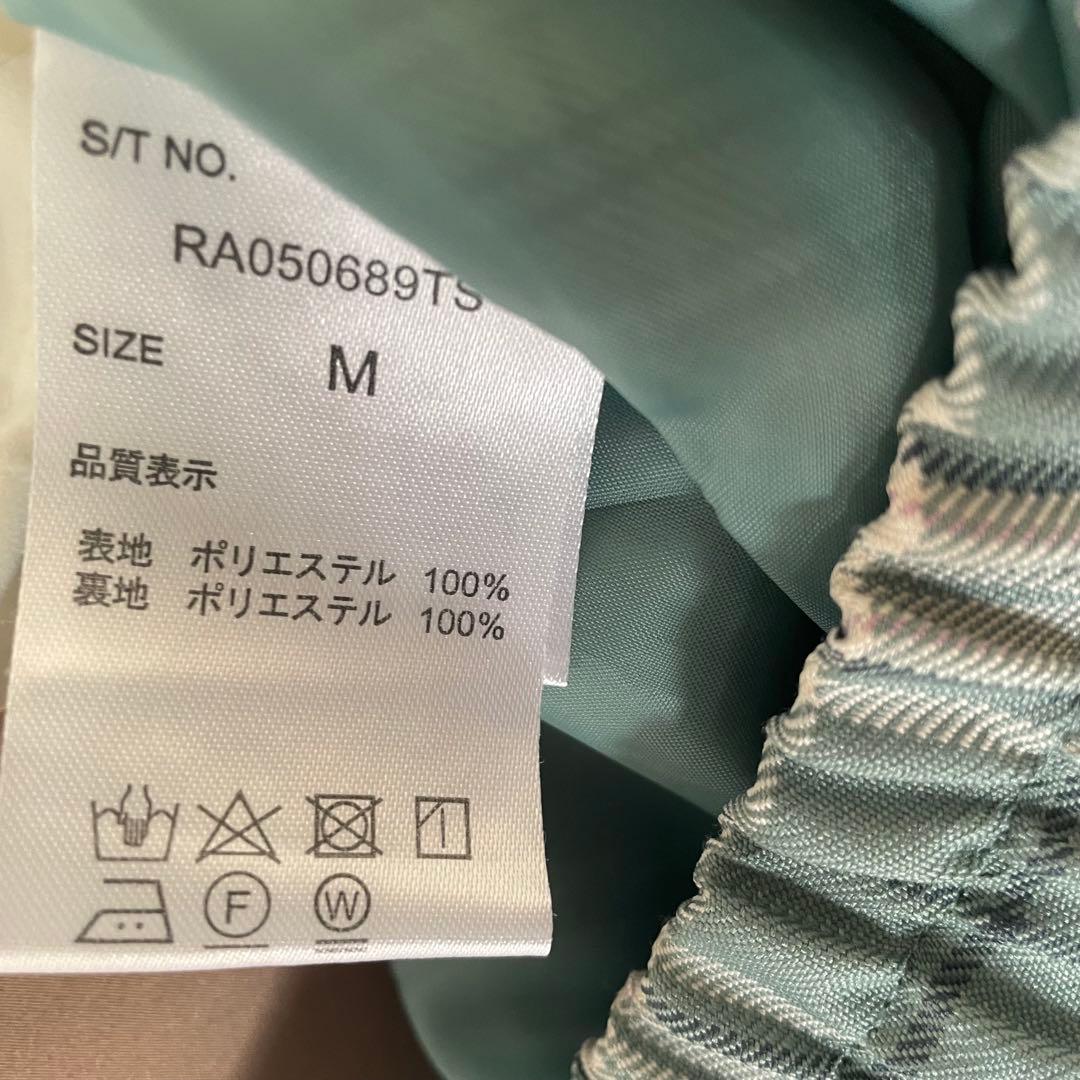 S/T NO.
RA050689TS
SIZE M
品質表示
表地 ポリエステル 100%
裏地 ポリエステル 100%
F W